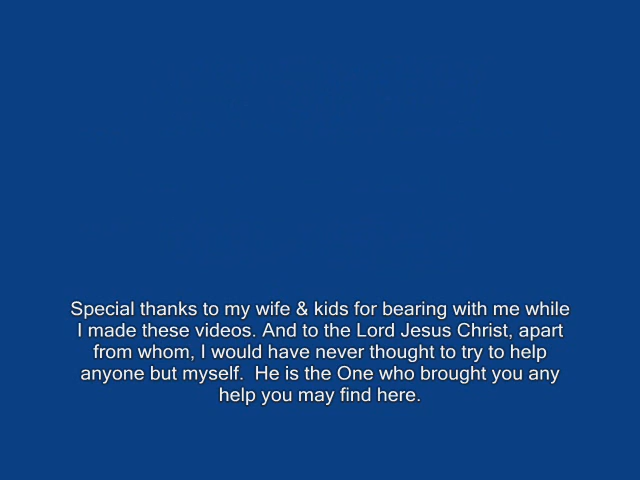 Special thanks to my wife & kids for bearing with me while
I made these videos. And to the Lord Jesus Christ, apart
from whom, I would have never thought to try to help
anyone but myself.  He is the One who brought you any
help you may find here.